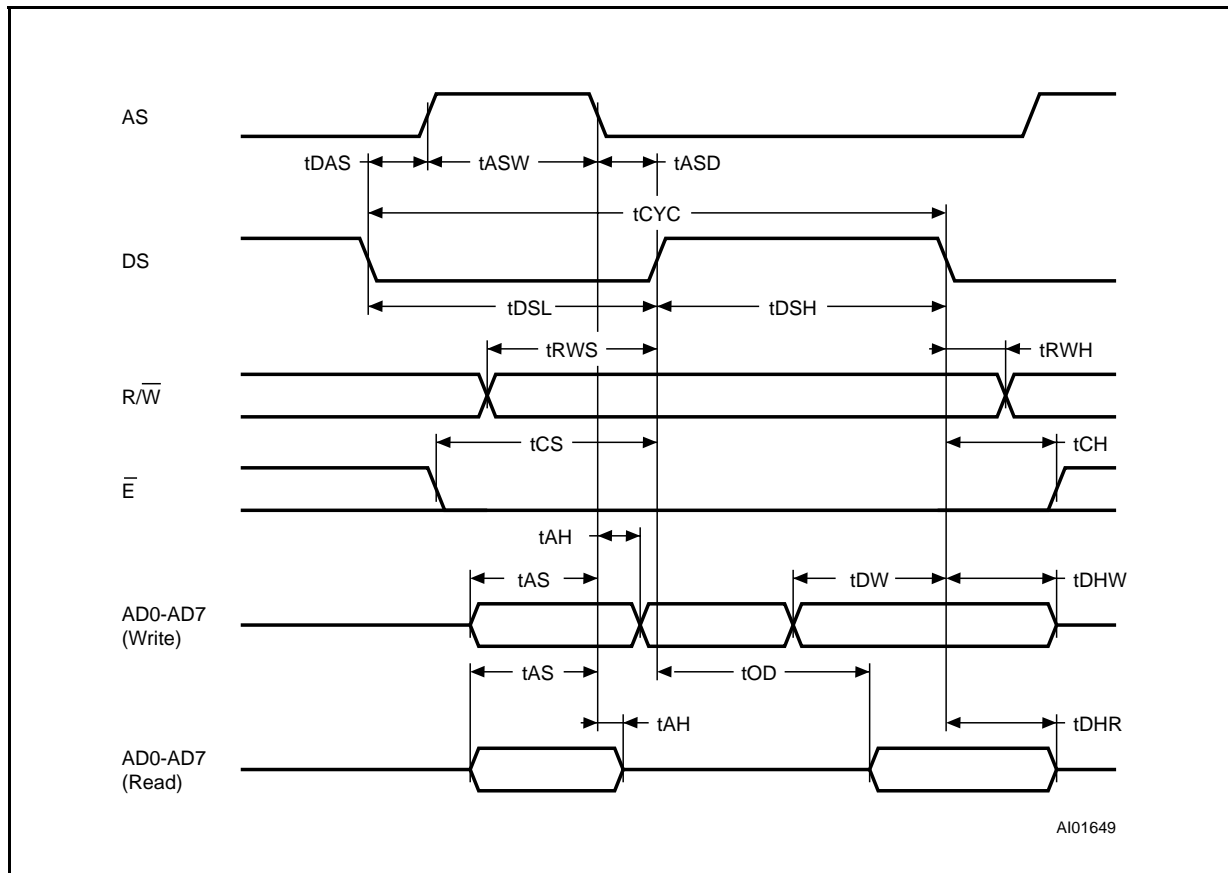 AS
tDAS
tASW
tASD
tCYC
DS
tDSL
tDSH
tRWS
tRWH
R/W̅
tCS
tCH
E̅
tAH
tAS
tDW
tDHW
AD0-AD7
(Write)
tAS
tOD
tAH
tDHR
AD0-AD7
(Read)
AI01649